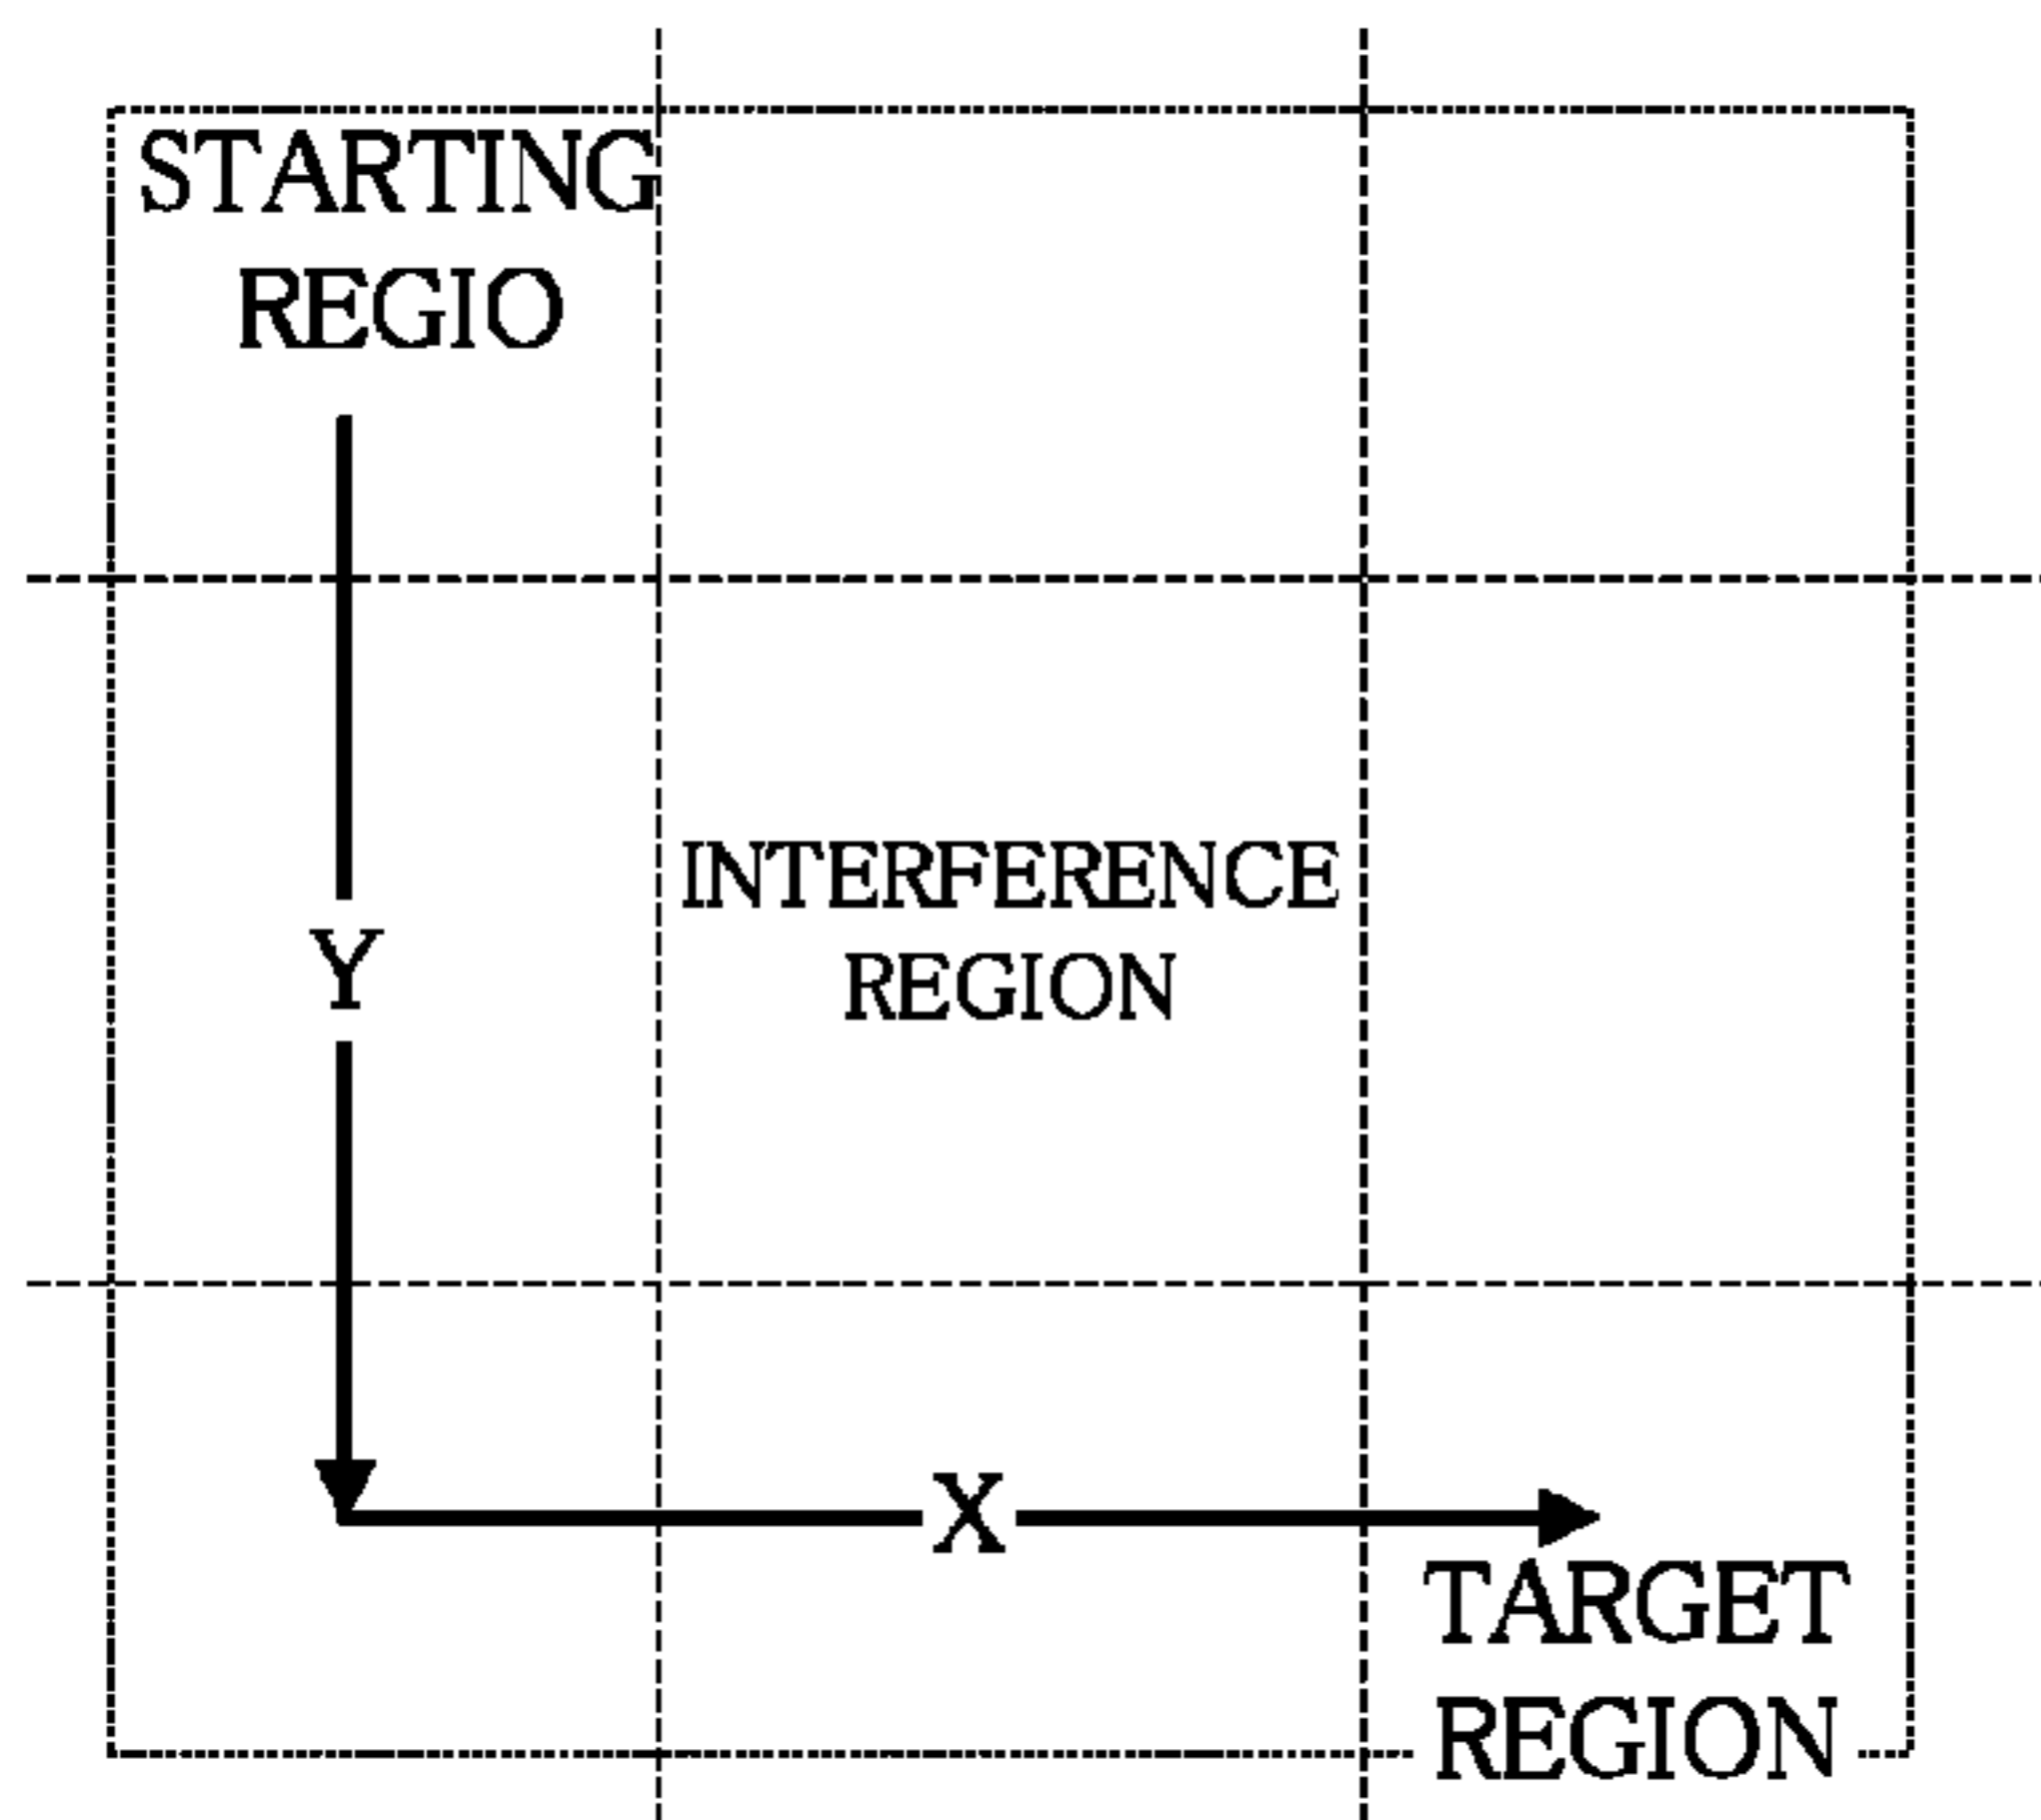 STARTING
REGIO
Y
INTERFERENCE
REGION
X
TARGET
REGION